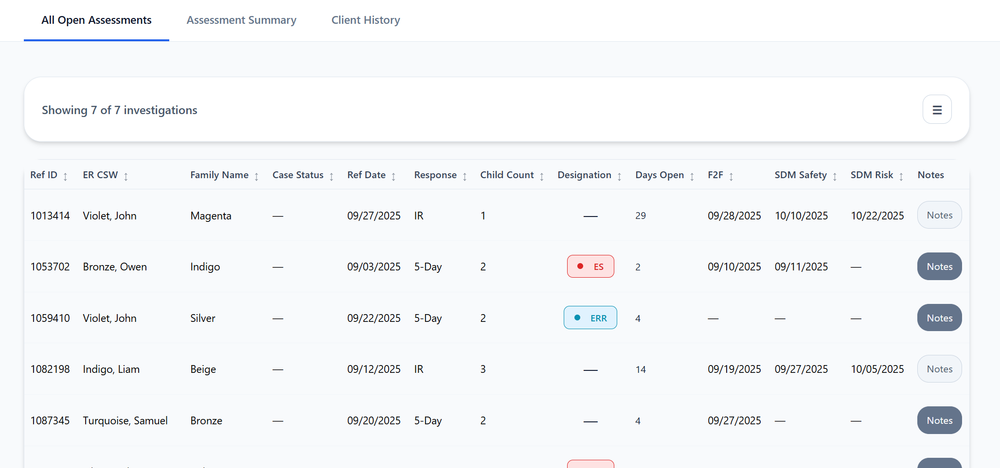 All Open Assessments Assessment Summary Client History
Showing 7 of 7 investigations
Ref ID ER CSW Family Name Case Status Ref Date Response Child Count Designation Days Open F2F SDM Safety SDM Risk Notes
1013414 Violet, John Magenta — 09/27/2025 IR 1 — 29 09/28/2025 10/10/2025 10/22/2025 Notes
1053702 Bronze, Owen Indigo — 09/03/2025 5-Day 2 ES 2 09/10/2025 09/11/2025 — Notes
1059410 Violet, John Silver — 09/22/2025 5-Day 2 ERR 4 — — — Notes
1082198 Indigo, Liam Beige — 09/12/2025 IR 3 — 14 09/19/2025 09/27/2025 10/05/2025 Notes
1087345 Turquoise, Samuel Bronze — 09/20/2025 5-Day 2 — 4 09/27/2025 — — Notes